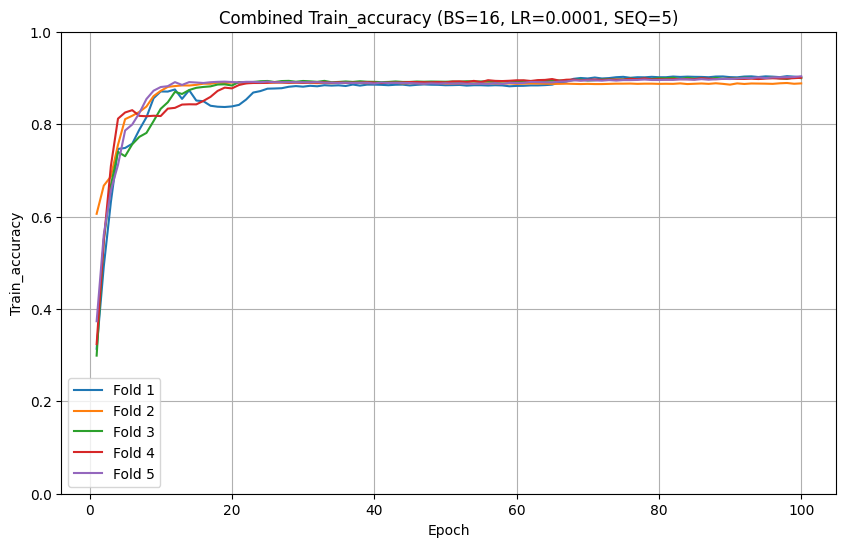 Combined Train_accuracy (BS=16, LR=0.0001, SEQ=5)
Train_accuracy
1.0
0.8
0.6
0.4
0.2
0.0
Fold 1
Fold 2
Fold 3
Fold 4
Fold 5
0
20
40
60
80
100
Epoch